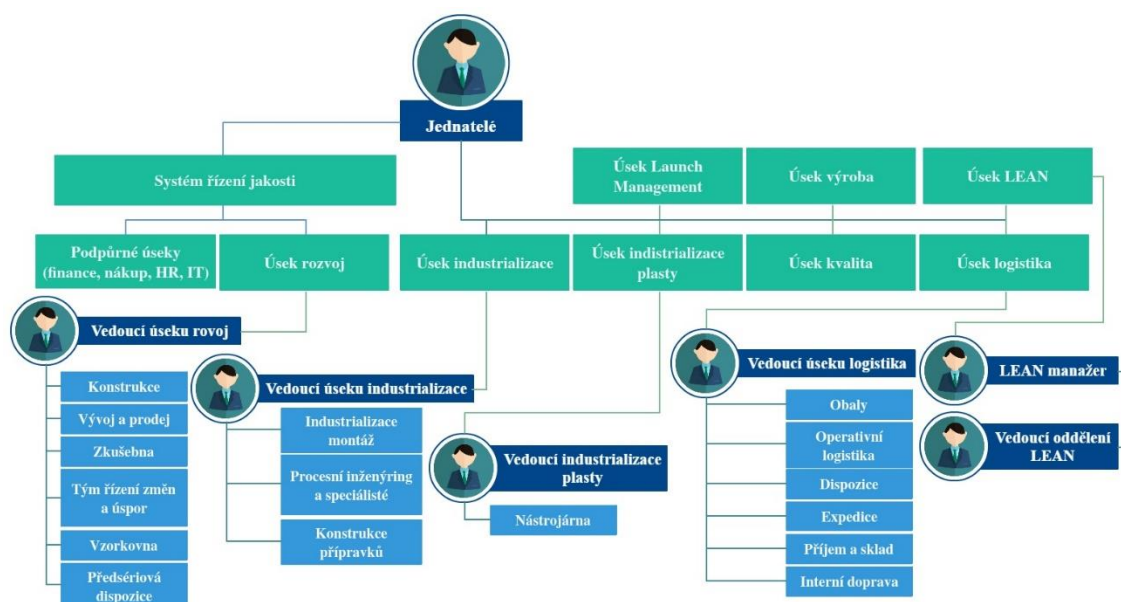 Jednatelé
Systém řízení jakosti
Úsek Launch
Management
Úsek výroba
Úsek LEAN
Podpůrné úseky
(finance, nákup, HR, IT)
Úsek rozvoj
Úsek industrializace
Úsek indistrializace
plasty
Úsek kvalita
Úsek logistika
Vedoucí úseku rovoj
Konstrukce
Vývoj a prodej
Zkušebna
Tým řízení změn
a úspor
Vzorkovna
Předsériová
dispozice
Vedoucí úseku industrializace
Industrializace
montáž
Procesní inženýring
a speciálisté
Konstrukce
přípravků
Vedoucí industrializace
plasty
Nástrojárna
Vedoucí úseku logistika
Obaly
Operativní
logistika
Dispozice
Expedice
Příjem a sklad
Interní doprava
LEAN manažer
Vedoucí oddělení
LEAN